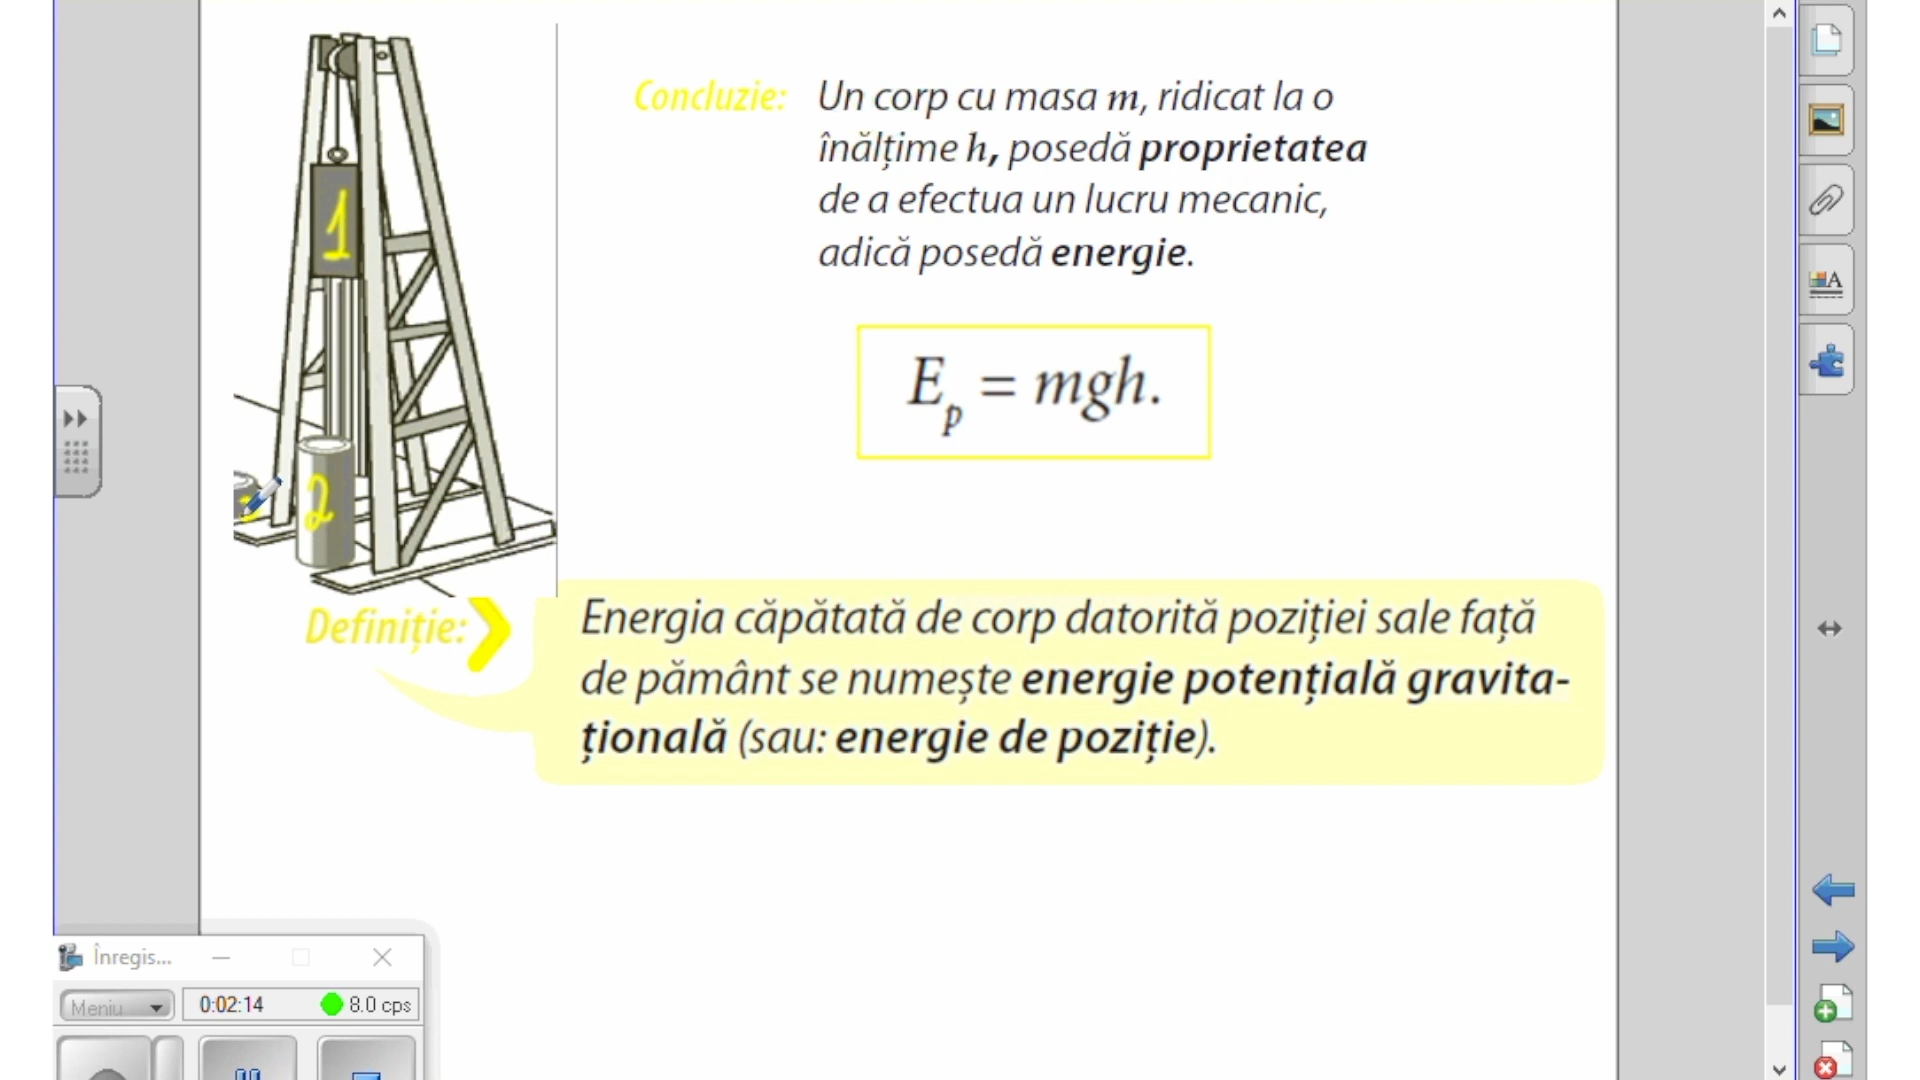 1
2
Concluzie: Un corp cu masa m, ridicat la o
înălțime h, posedă proprietatea
de a efectua un lucru mecanic,
adică posedă energie.
E_p = mgh.
Definiție:
Energia căpătată de corp datorită poziției sale față
de pământ se numește energie potențială gravita-
țională (sau: energie de poziție).
Înregis...
Meniu
0:02:14
8.0 cps
A